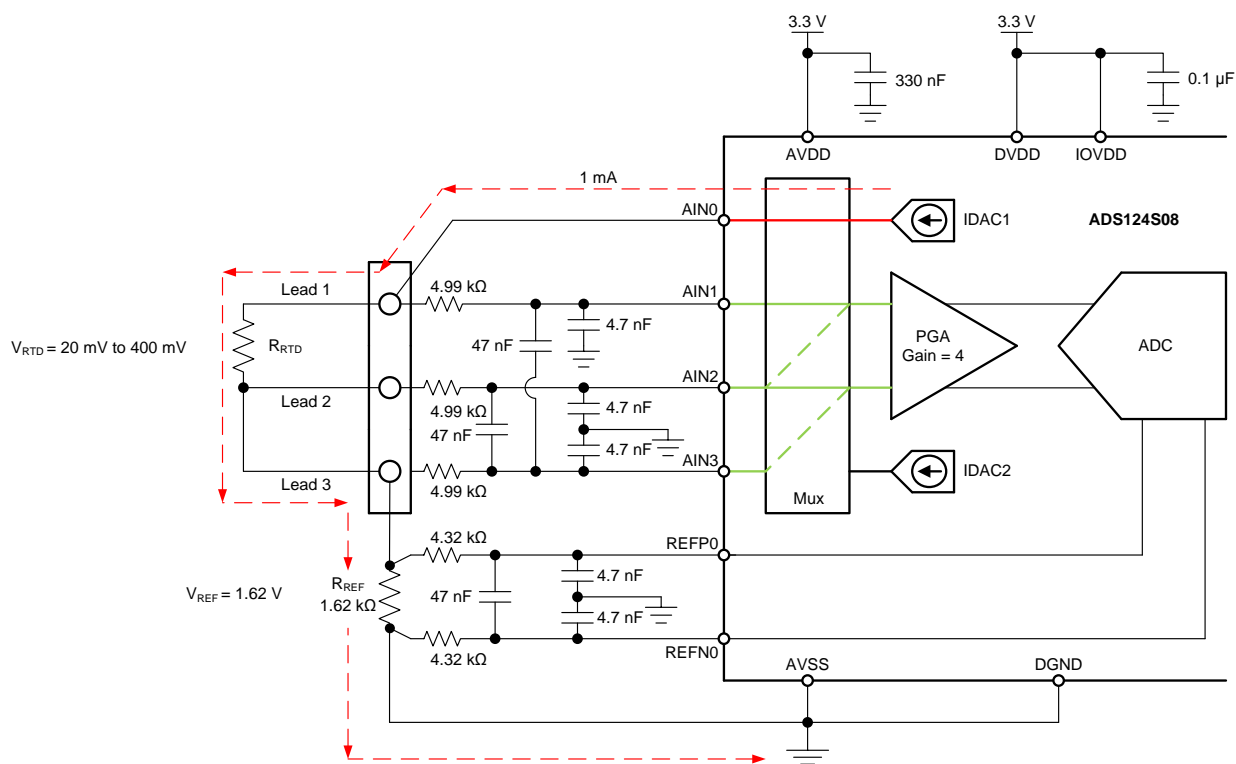 3.3 V
3.3 V
330 nF
0.1 µF
AVDD
DVDD
IOVDD
1 mA
AIN0
IDAC1
ADS124S08
Lead 1
4.99 kΩ
AIN1
4.7 nF
47 nF
PGA
Gain = 4
ADC
VRTD = 20 mV to 400 mV
RRTD
Lead 2
4.99 kΩ
AIN2
4.7 nF
47 nF
4.7 nF
Lead 3
4.99 kΩ
AIN3
IDAC2
Mux
4.32 kΩ
REFP0
VREF = 1.62 V
RREF
1.62 kΩ
47 nF
4.7 nF
4.7 nF
4.32 kΩ
REFN0
AVSS
DGND